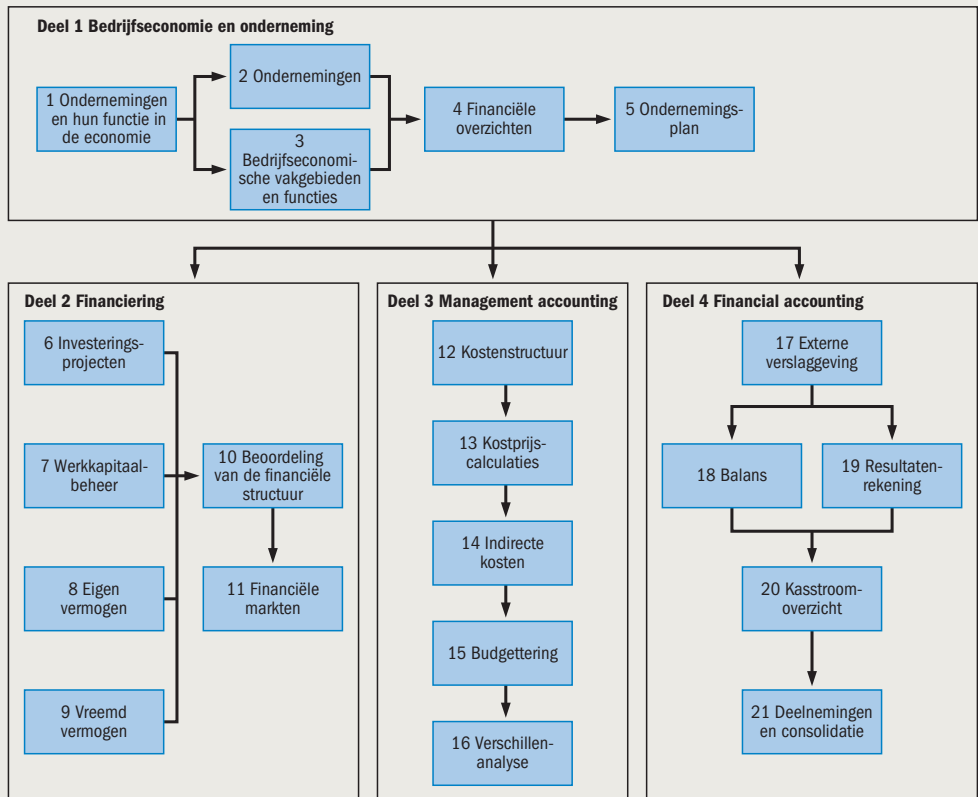 Deel 1 Bedrijfseconomie en onderneming
1 Ondernemingen
en hun functie in
de economie
2 Ondernemingen
3
Bedrijfseconomi-
sche vakgebieden
en functies
4 Financiële
overzichten
5 Ondernemings-
plan
Deel 2 Financiering
6 Investerings-
projecten
7 Werkkapitaal-
beheer
8 Eigen
vermogen
9 Vreemd
vermogen
10 Beoordeling
van de financiële
structuur
11 Financiële
markten
Deel 3 Management accounting
12 Kostenstructuur
13 Kostprijs-
calculaties
14 Indirecte
kosten
15 Budgettering
16 Verschillen-
analyse
Deel 4 Financial accounting
17 Externe
verslaggeving
18 Balans
19 Resultaten-
rekening
20 Kasstroom-
overzicht
21 Deelnemingen
en consolidatie